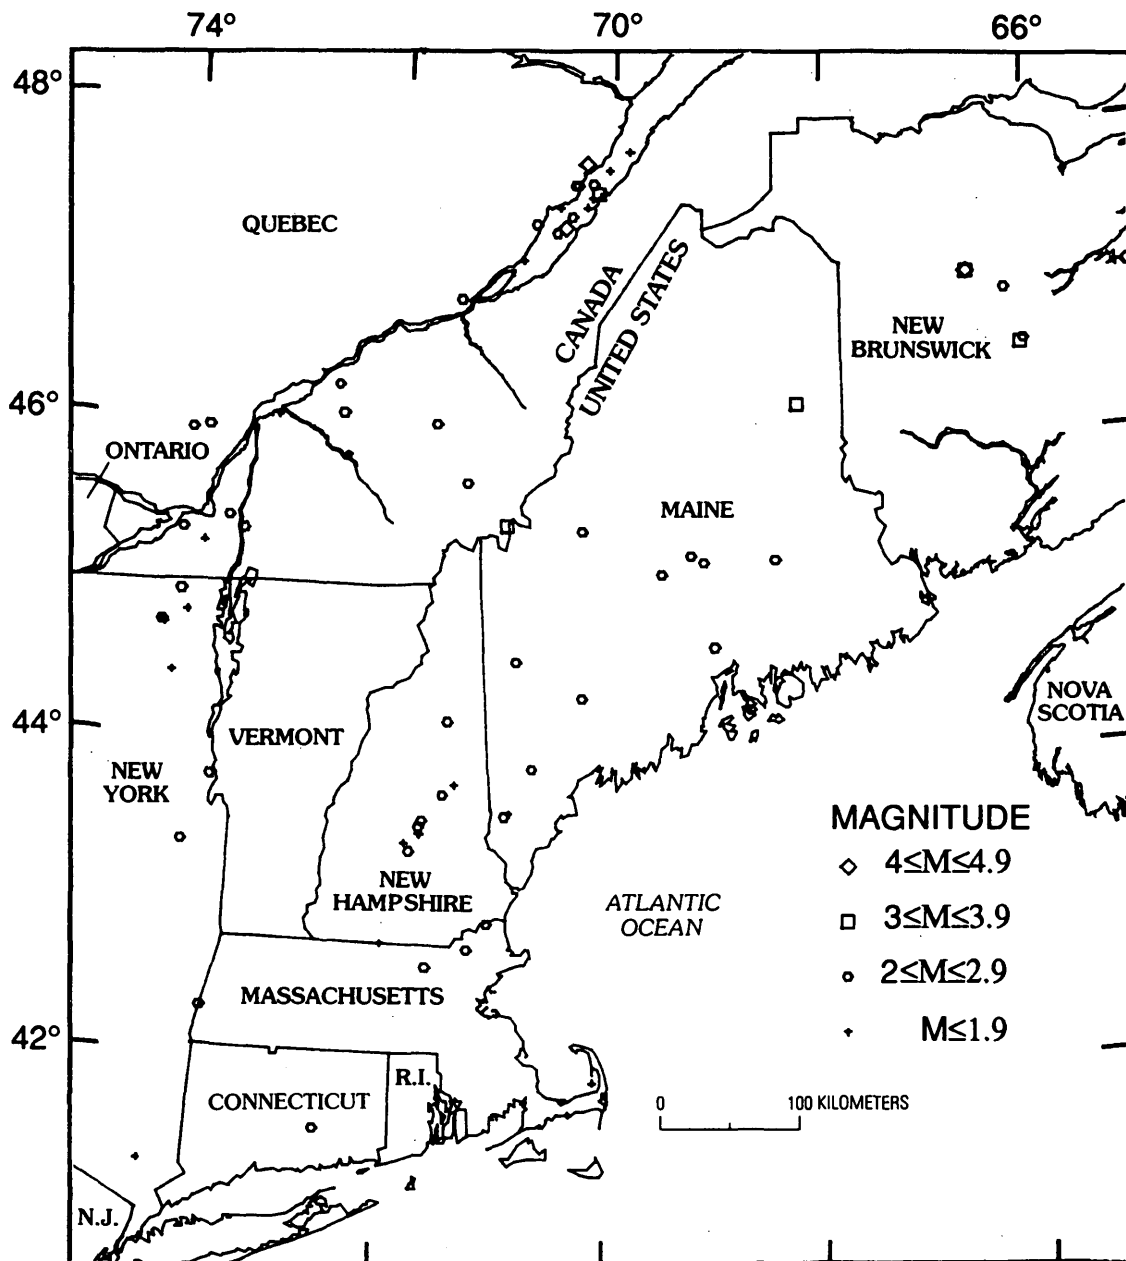 74°
70°
66°
48°
QUEBEC
CANADA
UNITED STATES
NEW
BRUNSWICK
46°
ONTARIO
MAINE
NOVA
SCOTIA
44°
VERMONT
NEW
YORK
MAGNITUDE
4≤M≤4.9
NEW
HAMPSHIRE
ATLANTIC
OCEAN
3≤M≤3.9
2≤M≤2.9
MASSACHUSETTS
M≤1.9
42°
R.I.
CONNECTICUT
0
100 KILOMETERS
N.J.